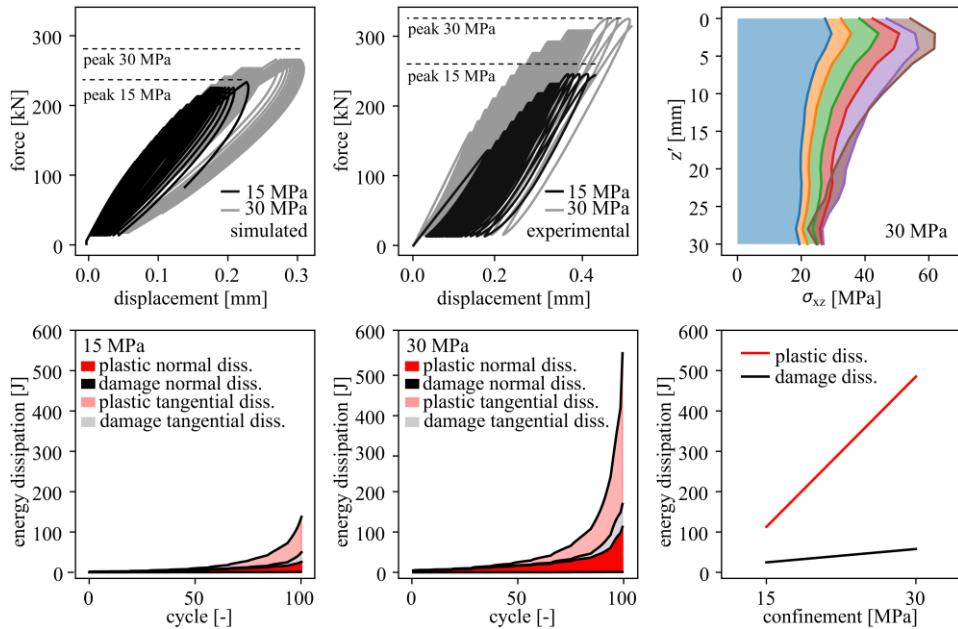 300
200
100
0
force [kN]
peak 30 MPa
peak 15 MPa
15 MPa
30 MPa
simulated
0.0
0.1
0.2
0.3
displacement [mm]
300
200
100
0
force [kN]
peak 30 MPa
peak 15 MPa
15 MPa
30 MPa
experimental
0.0
0.2
0.4
displacement [mm]
0
5
10
15
20
25
30
z′ [mm]
30 MPa
0
20
40
60
σxz [MPa]
600
500
400
300
200
100
0
energy dissipation [J]
15 MPa
plastic normal diss.
damage normal diss.
plastic tangential diss.
damage tangential diss.
0
50
100
cycle [-]
600
500
400
300
200
100
0
energy dissipation [J]
30 MPa
plastic normal diss.
damage normal diss.
plastic tangential diss.
damage tangential diss.
0
50
100
cycle [-]
600
500
400
300
200
100
0
energy dissipation [J]
plastic diss.
damage diss.
15
30
confinement [MPa]